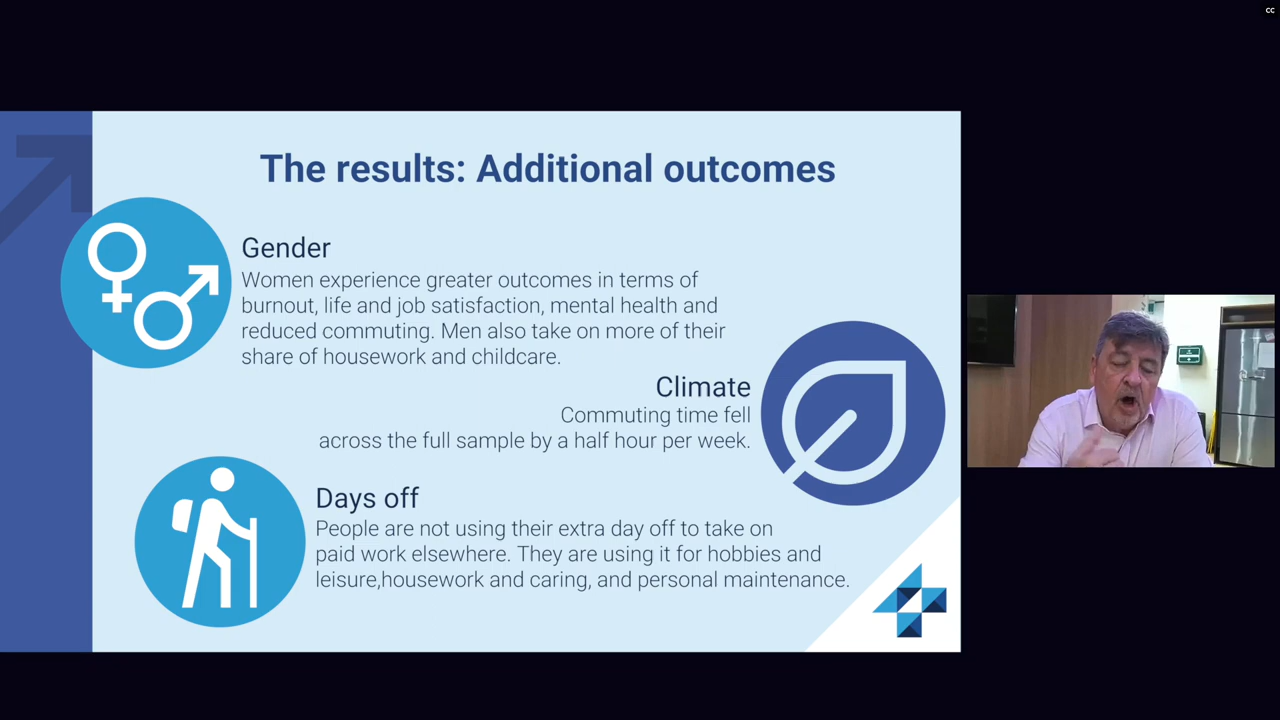 CC
The results: Additional outcomes
Gender
Women experience greater outcomes in terms of
burnout, life and job satisfaction, mental health and
reduced commuting. Men also take on more of their
share of housework and childcare.
Climate
Commuting time fell
across the full sample by a half hour per week.
Days off
People are not using their extra day off to take on
paid work elsewhere. They are using it for hobbies and
leisure,housework and caring, and personal maintenance.